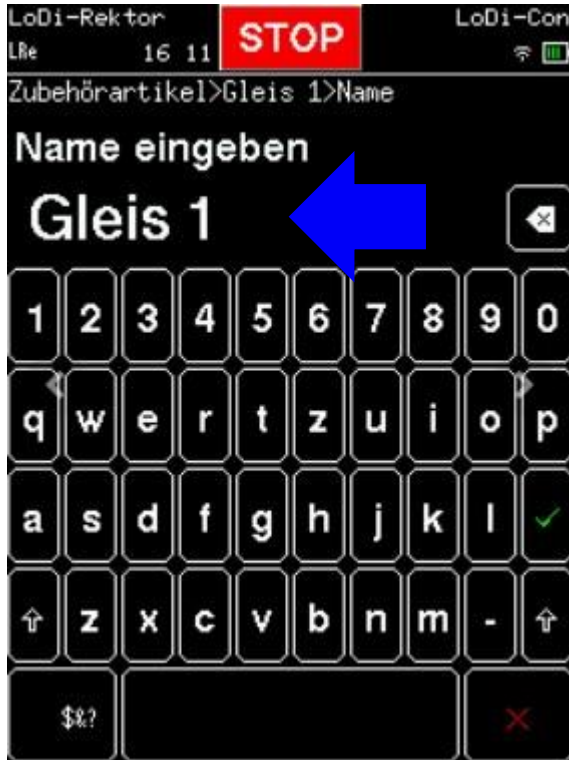 LoDi-Rektor STOP LoDi-Con
LRe 16 11
Zubehörartikel>Gleis 1>Name
Name eingeben
Gleis 1
1 2 3 4 5 6 7 8 9 0
q w e r t z u i o p
a s d f g h j k l
z x c v b n m -
$&?